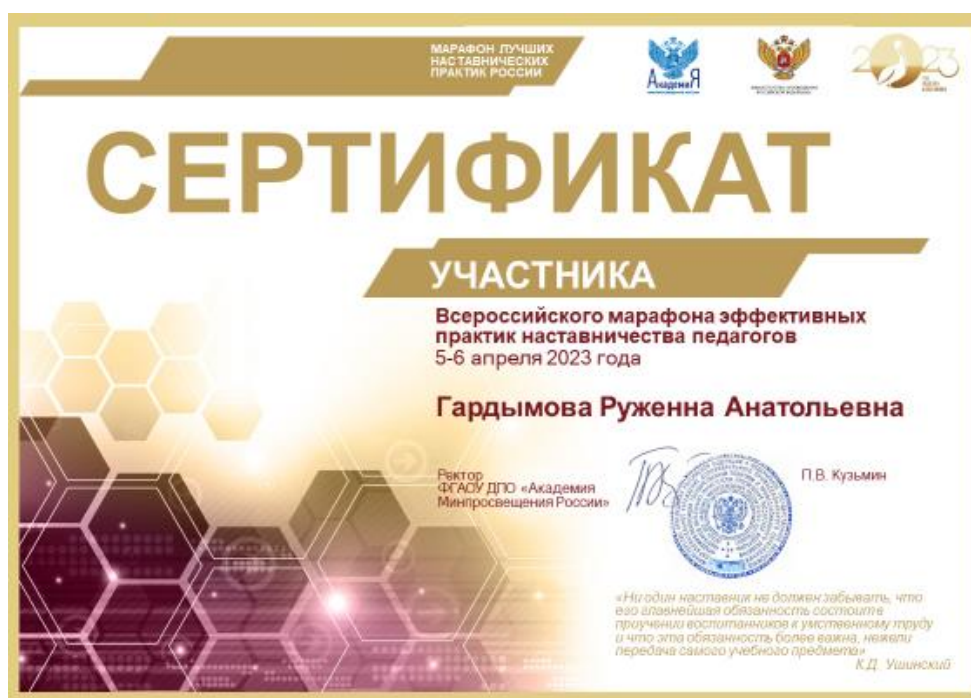 МАРАФОН ЛУЧШИХ
НАСТАВНИЧЕСКИХ
ПРАКТИК РОССИИ
АкадемиЯ
2023
СЕРТИФИКАТ
УЧАСТНИКА
Всероссийского марафона эффективных
практик наставничества педагогов
5-6 апреля 2023 года
Гардымова Руженна Анатольевна
Ректор
ФГАОУ ДПО «Академия
Минпросвещения России»
П.В. Кузьмин
«Ни один наставник не должен забывать, что
его главнейшая обязанность состоит в
приучении воспитанников к умственному труду
и что эта обязанность более важна, нежели
передача самого учебного предмета»
К.Д. Ушинский